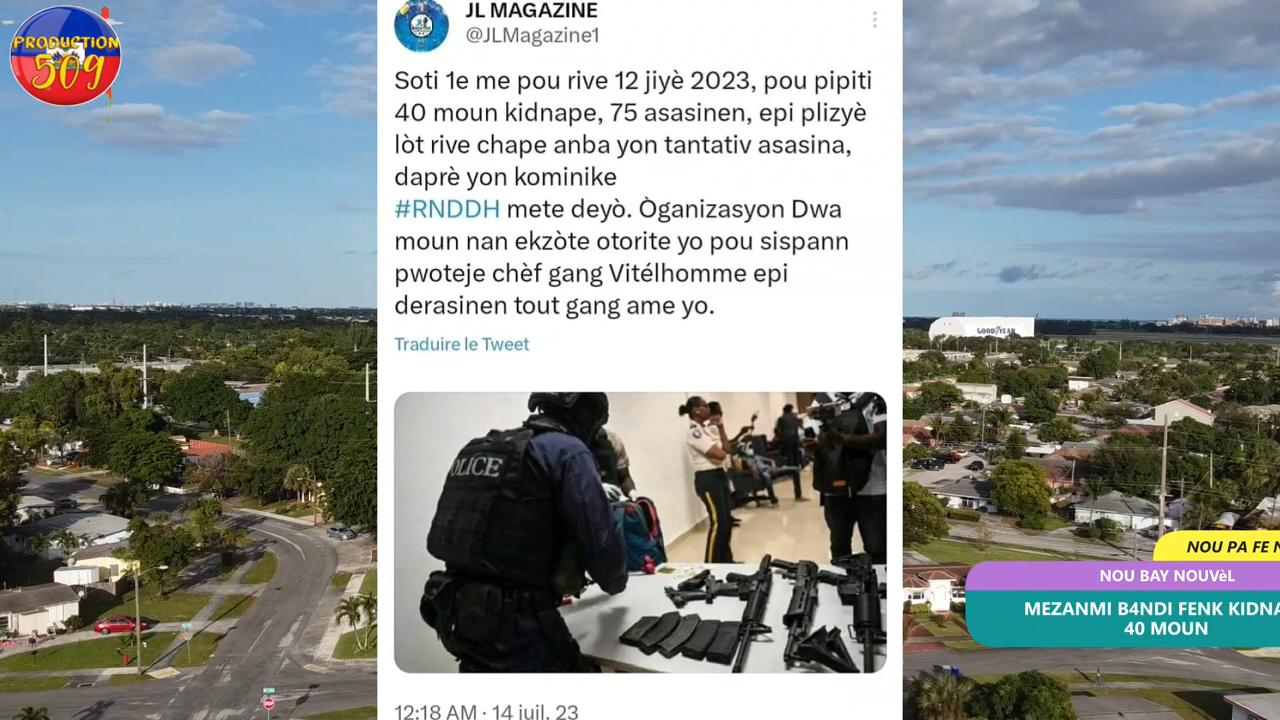 PRODUCTION
509
JL MAGAZINE
@JLMagazine1
Soti 1e me pou rive 12 jiyè 2023, pou pipiti
40 moun kidnape, 75 asasinen, epi plizyè
lòt rive chape anba yon tantativ asasina,
daprè yon kominike
#RNDDH mete deyò. Òganizasyon Dwa
moun nan ekzòte otorite yo pou sispann
pwoteje chèf gang Vitélhomme epi
derasinen tout gang ame yo.
Traduire le Tweet
OLICE
12:18 AM · 14 juil. 23
GOODYEAR
NOU PA FE N
NOU BAY NOUVèL
MEZANMI B4NDI FENK KIDNA
40 MOUN